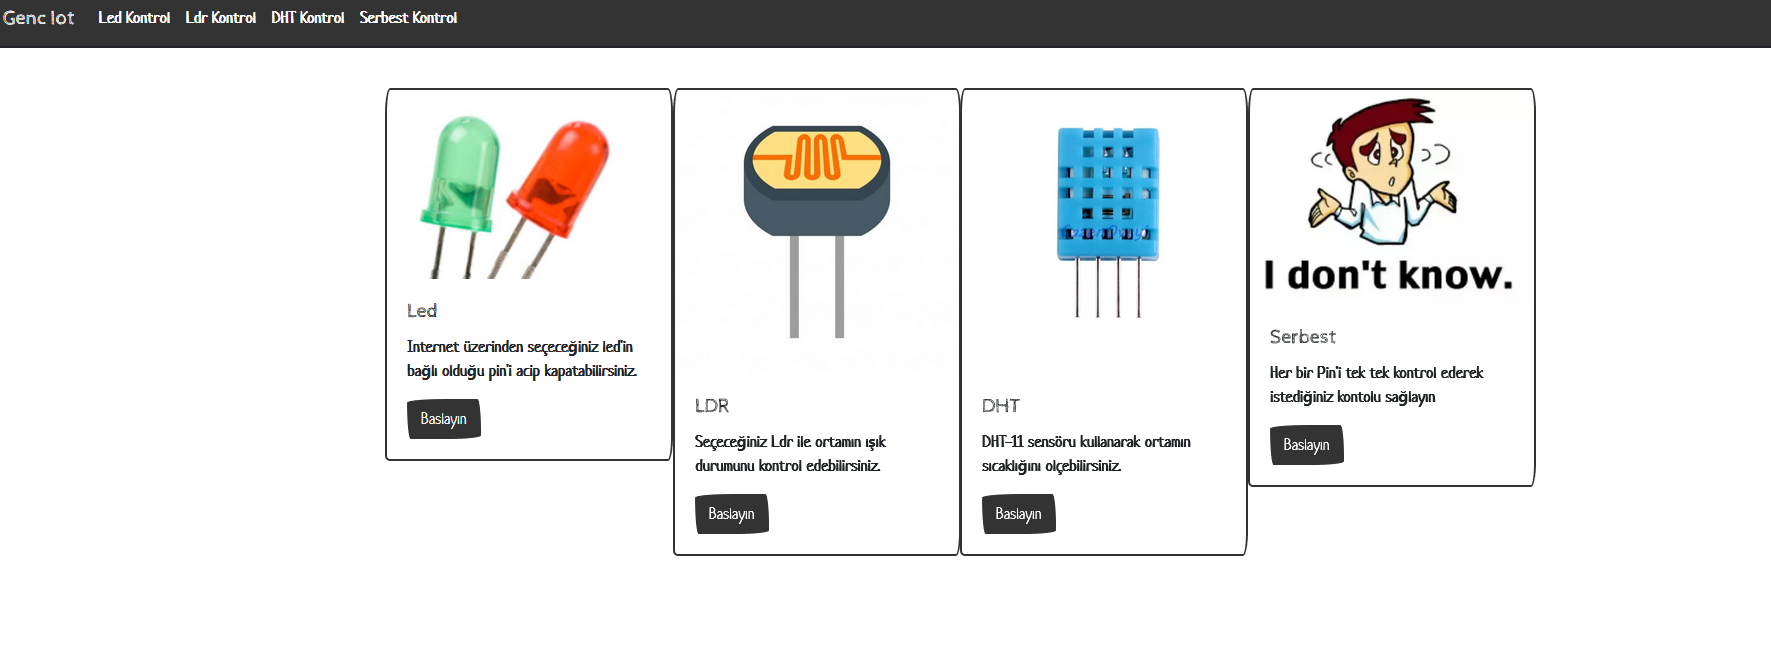 Genc Iot Led Kontrol Ldr Kontrol DHT Kontrol Serbest Kontrol
Led
Internet üzerinden seçeceğiniz led'in
bağlı olduğu pin'i acip kapatabilirsiniz.
Baslayın
LDR
Seçeceğiniz Ldr ile ortamın ışık
durumunu kontrol edebilirsiniz.
Baslayın
DHT
DHT-11 sensöru kullanarak ortamın
sıcaklığını olçebilirsiniz.
Baslayın
I don't know.
Serbest
Her bir Pin'i tek tek kontrol ederek
istediğiniz kontolu sağlayın
Baslayın